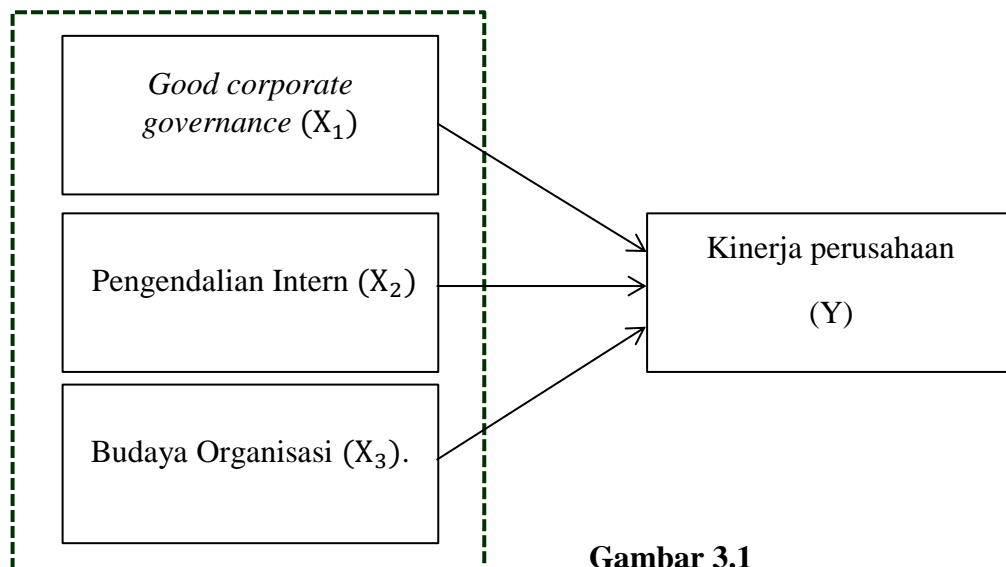 Good corporate
governance (X₁)
Pengendalian Intern (X₂)
Budaya Organisasi (X₃).
Kinerja perusahaan
(Y)
Gambar 3.1